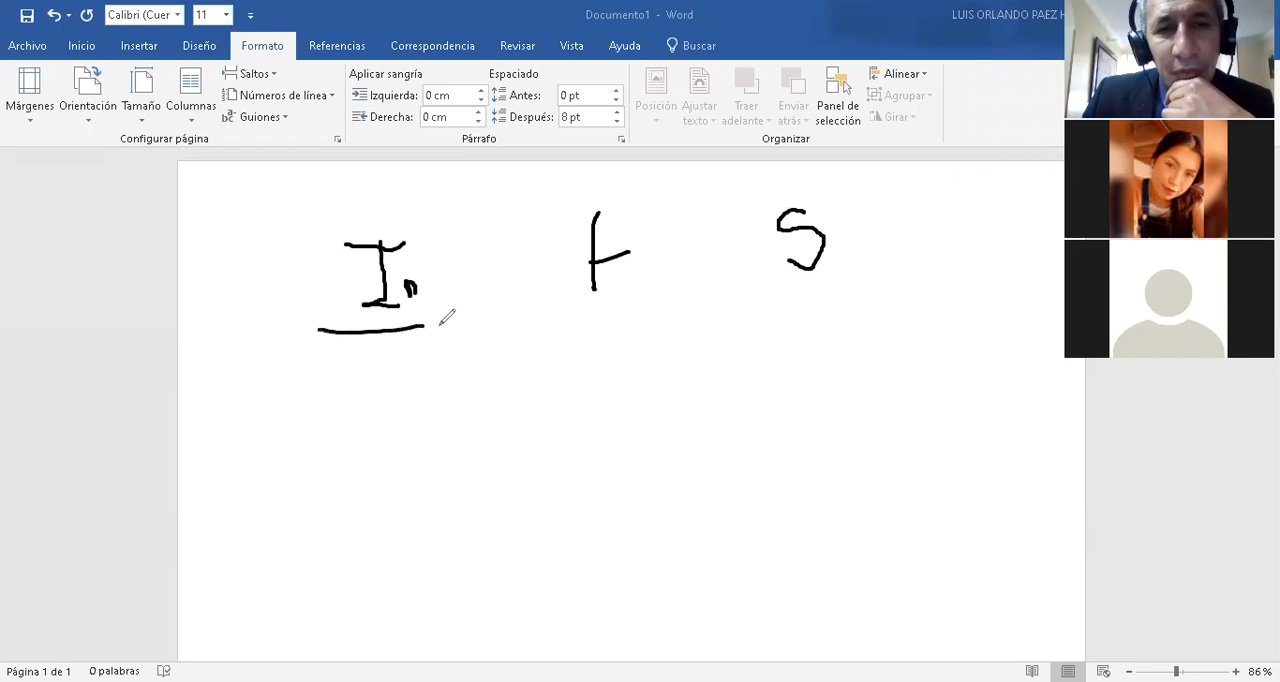 Calibri (Cuer 11 Documento1 - Word LUIS ORLANDO PAEZ H
Archivo Inicio Insertar Diseño Formato Referencias Correspondencia Revisar Vista Ayuda Buscar
Márgenes Orientación Tamaño Columnas
Saltos
Números de línea
Guiones
Configurar página
Aplicar sangría Espaciado
Izquierda: 0 cm Antes: 0 pt
Derecha: 0 cm Después: 8 pt
Párrafo
Posición Ajustar texto Traer adelante Enviar atrás Panel de selección
Alinear
Agrupar
Girar
Organizar
In S
Página 1 de 1 0 palabras 86%